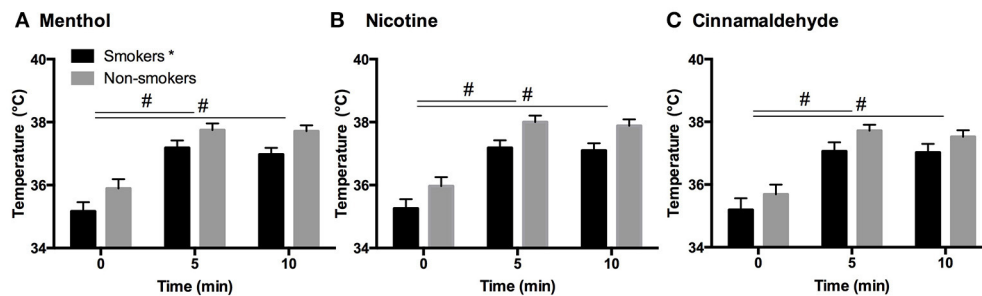 A Menthol
Smokers *
Non-smokers
Temperature (°C)
40
38
36
34
#
#
0
5
10
Time (min)
B Nicotine
Temperature (°C)
40
38
36
34
#
#
0
5
10
Time (min)
C Cinnamaldehyde
Temperature (°C)
40
38
36
34
#
#
0
5
10
Time (min)